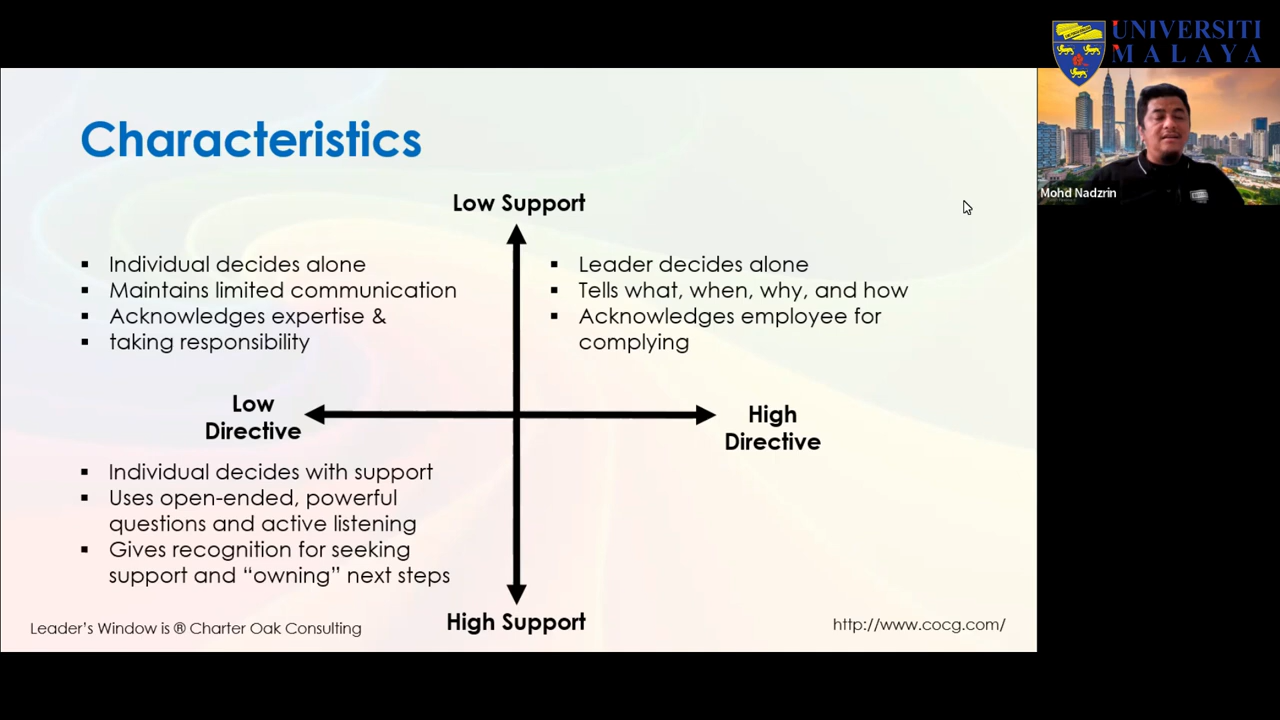 UNIVERSITI
MALAYA
Mohd Nadzrin
Characteristics
Low Support
▪ Individual decides alone
▪ Maintains limited communication
▪ Acknowledges expertise &
▪ taking responsibility
▪ Leader decides alone
▪ Tells what, when, why, and how
▪ Acknowledges employee for
complying
Low
Directive
High
Directive
▪ Individual decides with support
▪ Uses open-ended, powerful
questions and active listening
▪ Gives recognition for seeking
support and “owning” next steps
High Support
Leader’s Window is ® Charter Oak Consulting
http://www.cocg.com/